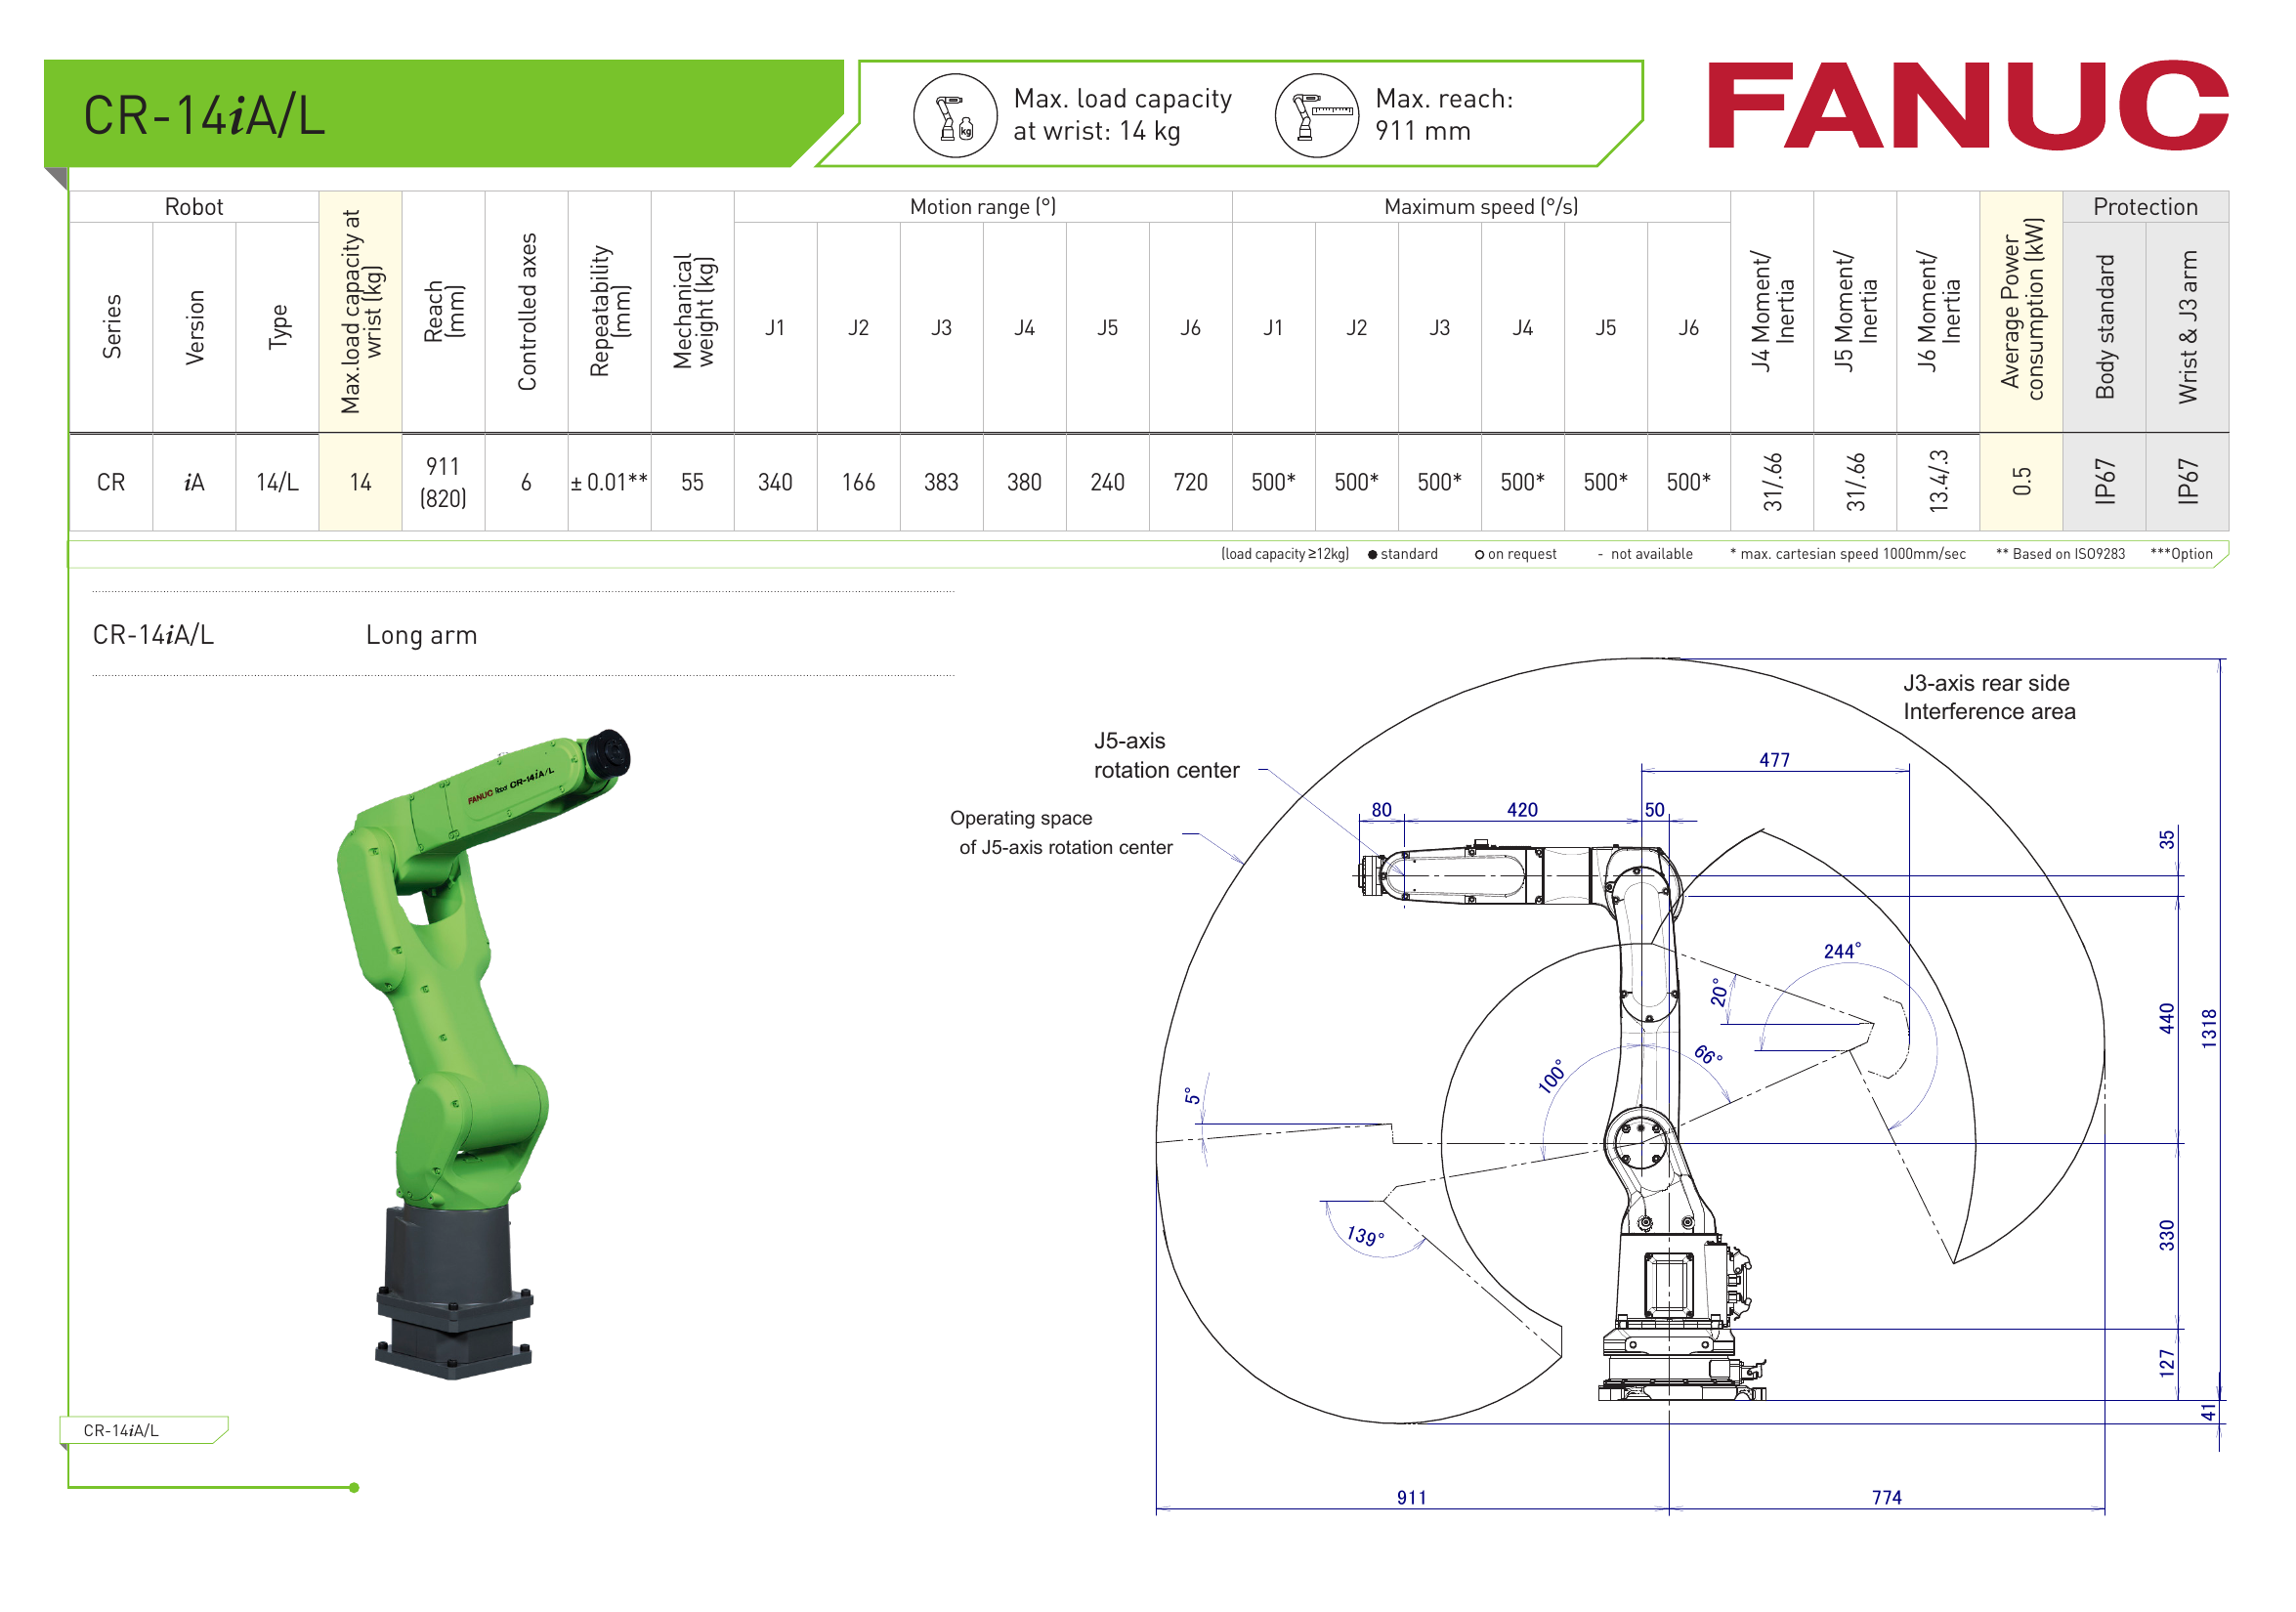 CR-14iA/L
Max. load capacity
at wrist: 14 kg
Max. reach:
911 mm
FANUC
kg
Robot
Motion range (°)
Maximum speed (°/s)
Protection
Series
Version
Type
Max.load capacity at
wrist (kg)
Reach
(mm)
Controlled axes
Repeatability
(mm)
Mechanical
weight (kg)
J1
J2
J3
J4
J5
J6
J1
J2
J3
J4
J5
J6
J4 Moment/
Inertia
J5 Moment/
Inertia
J6 Moment/
Inertia
Average Power
consumption (kW)
Body standard
Wrist & J3 arm
CR
iA
14/L
14
911
(820)
6
± 0.01**
55
340
166
383
380
240
720
500*
500*
500*
500*
500*
500*
31/.66
31/.66
13.4/.3
0.5
IP67
IP67
(load capacity ≥12kg) ● standard ○ on request - not available * max. cartesian speed 1000mm/sec ** Based on ISO9283 ***Option
CR-14iA/L Long arm
J3-axis rear side
Interference area
J5-axis
rotation center
Operating space
of J5-axis rotation center
477
80
420
50
35
244°
20°
440
1318
66°
100°
5°
139°
330
127
41
911
774
FANUC Robot CR-14iA/L
CR-14iA/L